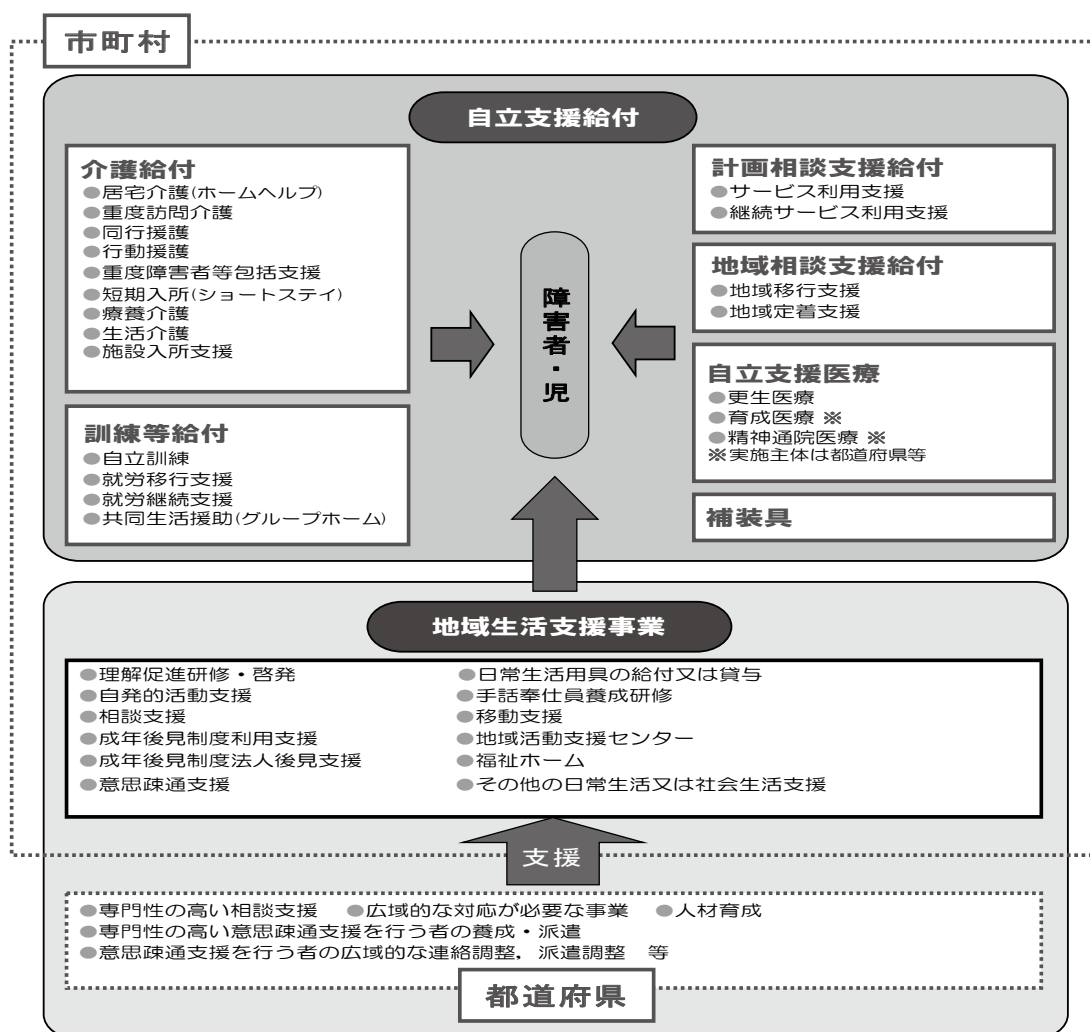 市町村
自立支援給付
介護給付
●居宅介護(ホームヘルプ)
●重度訪問介護
●同行援護
●行動援護
●重度障害者等包括支援
●短期入所(ショートステイ)
●療養介護
●生活介護
●施設入所支援
訓練等給付
●自立訓練
●就労移行支援
●就労継続支援
●共同生活援助(グループホーム)
障害者・児
計画相談支援給付
●サービス利用支援
●継続サービス利用支援
地域相談支援給付
●地域移行支援
●地域定着支援
自立支援医療
●更生医療
●育成医療 ※
●精神通院医療 ※
※実施主体は都道府県等
補装具
地域生活支援事業
●理解促進研修・啓発
●自発的活動支援
●相談支援
●成年後見制度利用支援
●成年後見制度法人後見支援
●意思疎通支援
●日常生活用具の給付又は貸与
●手話奉仕員養成研修
●移動支援
●地域活動支援センター
●福祉ホーム
●その他の日常生活又は社会生活支援
支援
●専門性の高い相談支援 ●広域的な対応が必要な事業 ●人材育成
●専門性の高い意思疎通支援を行う者の養成・派遣
●意思疎通支援を行う者の広域的な連絡調整，派遣調整 等
都道府県